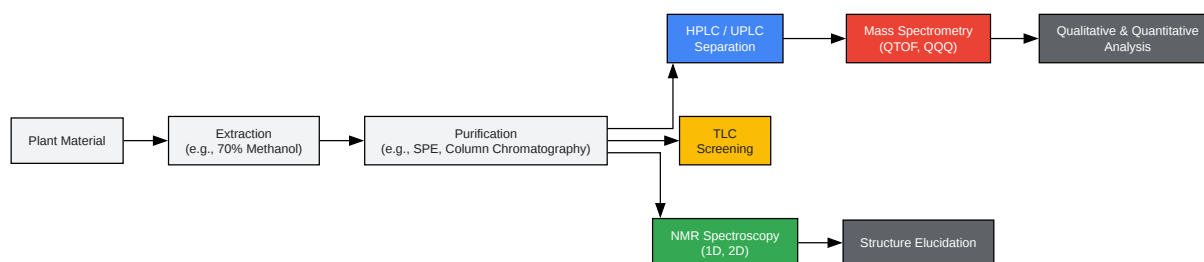 HPLC / UPLC
Separation
Mass Spectrometry
(QTOF, QQQ)
Qualitative & Quantitative
Analysis
Plant Material
Extraction
(e.g., 70% Methanol)
Purification
(e.g., SPE, Column Chromatography)
TLC
Screening
NMR Spectroscopy
(1D, 2D)
Structure Elucidation